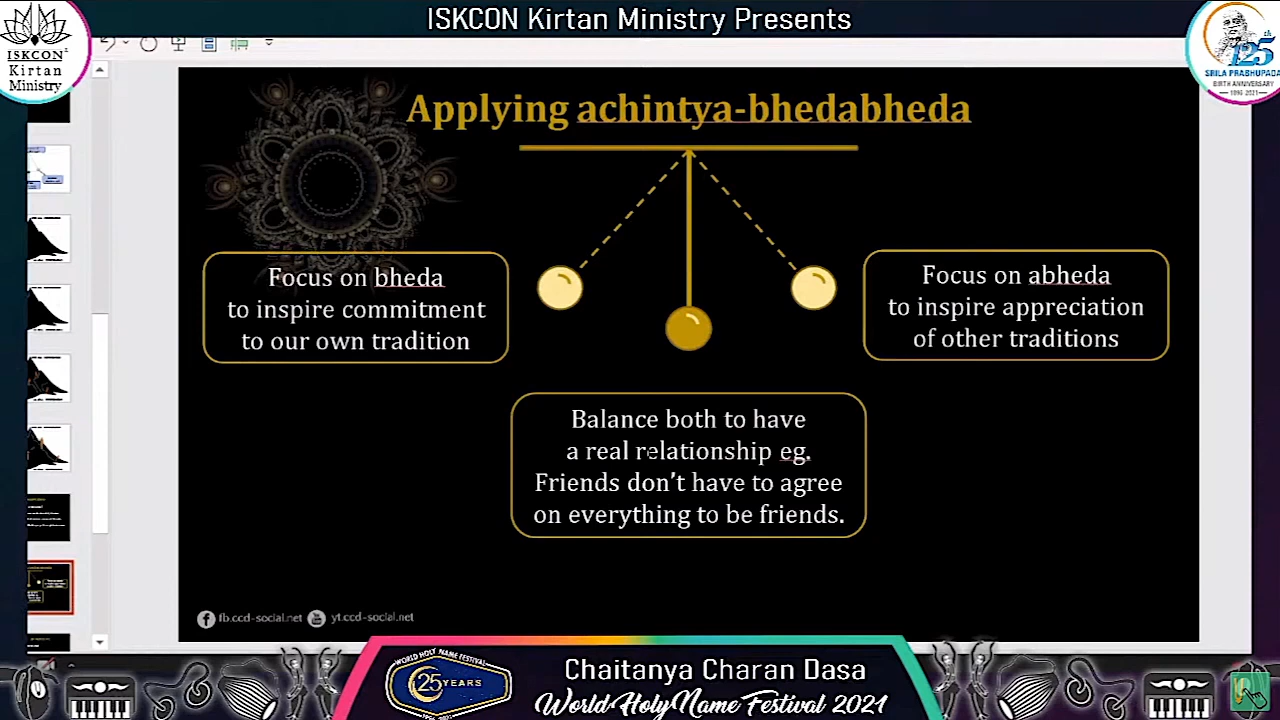 ISKCON Kirtan Ministry Presents
ISKCON
Kirtan
Ministry
125th
SRILA PRABHUPADA
BIRTH ANNIVERSARY
1896-2021
Applying achintya-bhedabheda
Focus on bheda
to inspire commitment
to our own tradition
Focus on abheda
to inspire appreciation
of other traditions
Balance both to have
a real relationship eg.
Friends don't have to agree
on everything to be friends.
fb.ccd-social.net
yt.ccd-social.net
WORLD HOLY NAME FESTIVAL
25 YEARS
Chaitanya Charan Dasa
World Holy Name Festival 2021